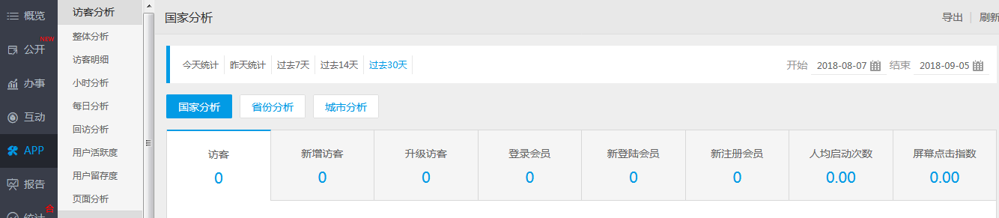 概览
NEW
公开
办事
互动
APP
报告
统计
访客分析
整体分析
访客明细
小时分析
每日分析
回访分析
用户活跃度
用户留存度
页面分析
国家分析
导出 | 刷新
今天统计 昨天统计 过去7天 过去14天 过去30天
开始 2018-08-07 结束 2018-09-05
国家分析 省份分析 城市分析
访客 新增访客 升级访客 登录会员 新登陆会员 新注册会员 人均启动次数 屏幕点击指数
0 0 0 0 0 0 0.00 0.00